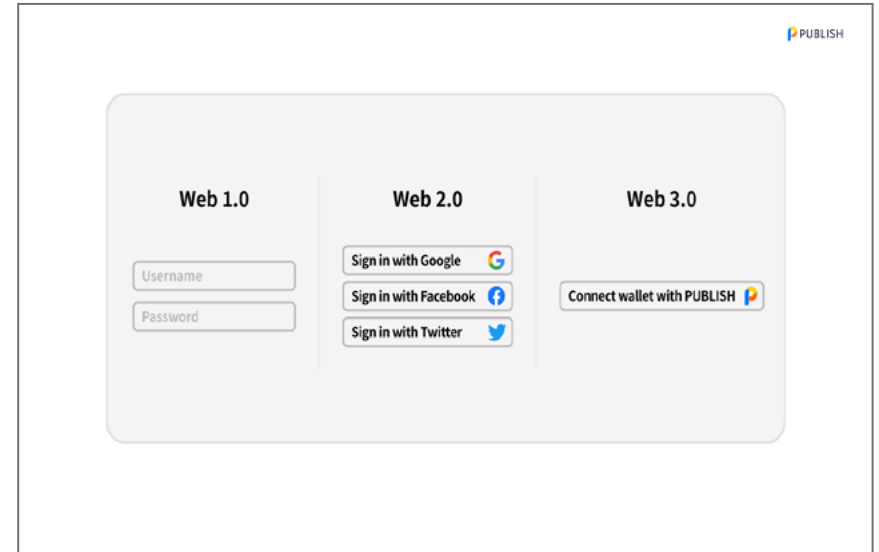 PUBLISH
Web 1.0
Username
Password
Web 2.0
Sign in with Google
Sign in with Facebook
Sign in with Twitter
Web 3.0
Connect wallet with PUBLISH